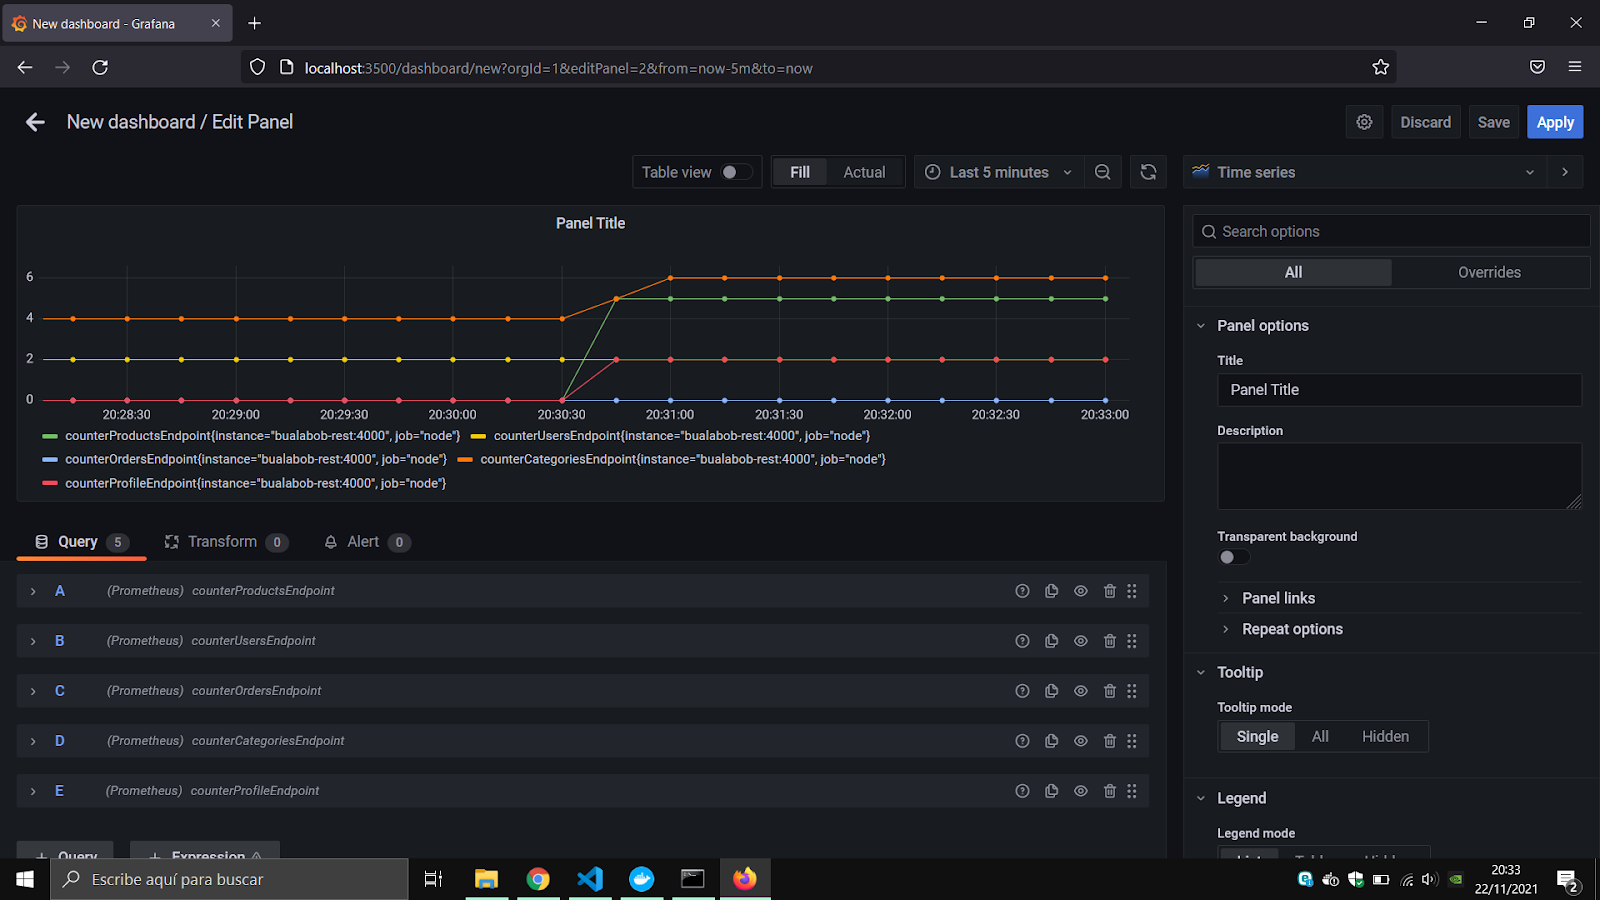 New dashboard - Grafana
localhost:3500/dashboard/new?orgId=1&editPanel=2&from=now-5m&to=now
New dashboard / Edit Panel
Discard
Save
Apply
Table view
Fill
Actual
Last 5 minutes
Time series
Panel Title
6
4
2
0
20:28:30
20:29:00
20:29:30
20:30:00
20:30:30
20:31:00
20:31:30
20:32:00
20:32:30
20:33:00
counterProductsEndpoint{instance="bualabob-rest:4000", job="node"}
counterUsersEndpoint{instance="bualabob-rest:4000", job="node"}
counterOrdersEndpoint{instance="bualabob-rest:4000", job="node"}
counterCategoriesEndpoint{instance="bualabob-rest:4000", job="node"}
counterProfileEndpoint{instance="bualabob-rest:4000", job="node"}
Query 5
Transform 0
Alert 0
A (Prometheus) counterProductsEndpoint
B (Prometheus) counterUsersEndpoint
C (Prometheus) counterOrdersEndpoint
D (Prometheus) counterCategoriesEndpoint
E (Prometheus) counterProfileEndpoint
+ Query
+ Expression
Search options
All
Overrides
Panel options
Title
Panel Title
Description
Transparent background
Panel links
Repeat options
Tooltip
Tooltip mode
Single
All
Hidden
Legend
Legend mode
Escribe aquí para buscar
20:33
22/11/2021
2